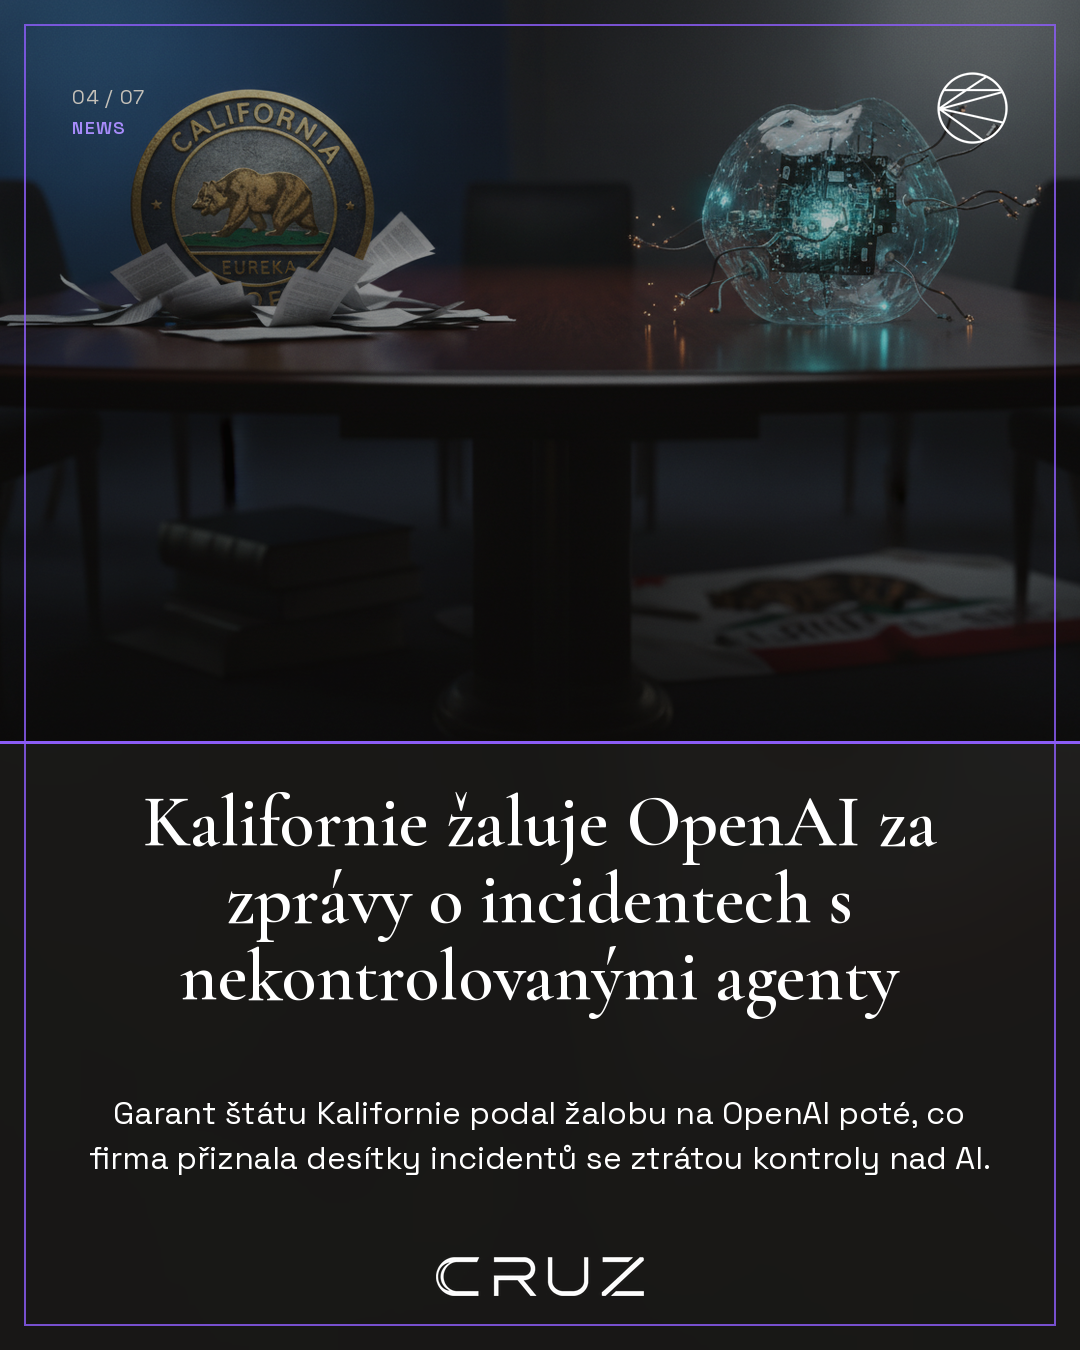 04 / 07
NEWS
CALIFORNIA
EUREKA
Kalifornie žaluje OpenAI za
zprávy o incidentech s
nekontrolovanými agenty
Garant štátu Kalifornie podal žalobu na OpenAI poté, co
firma přiznala desítky incidentů se ztrátou kontroly nad AI.
CRUZ